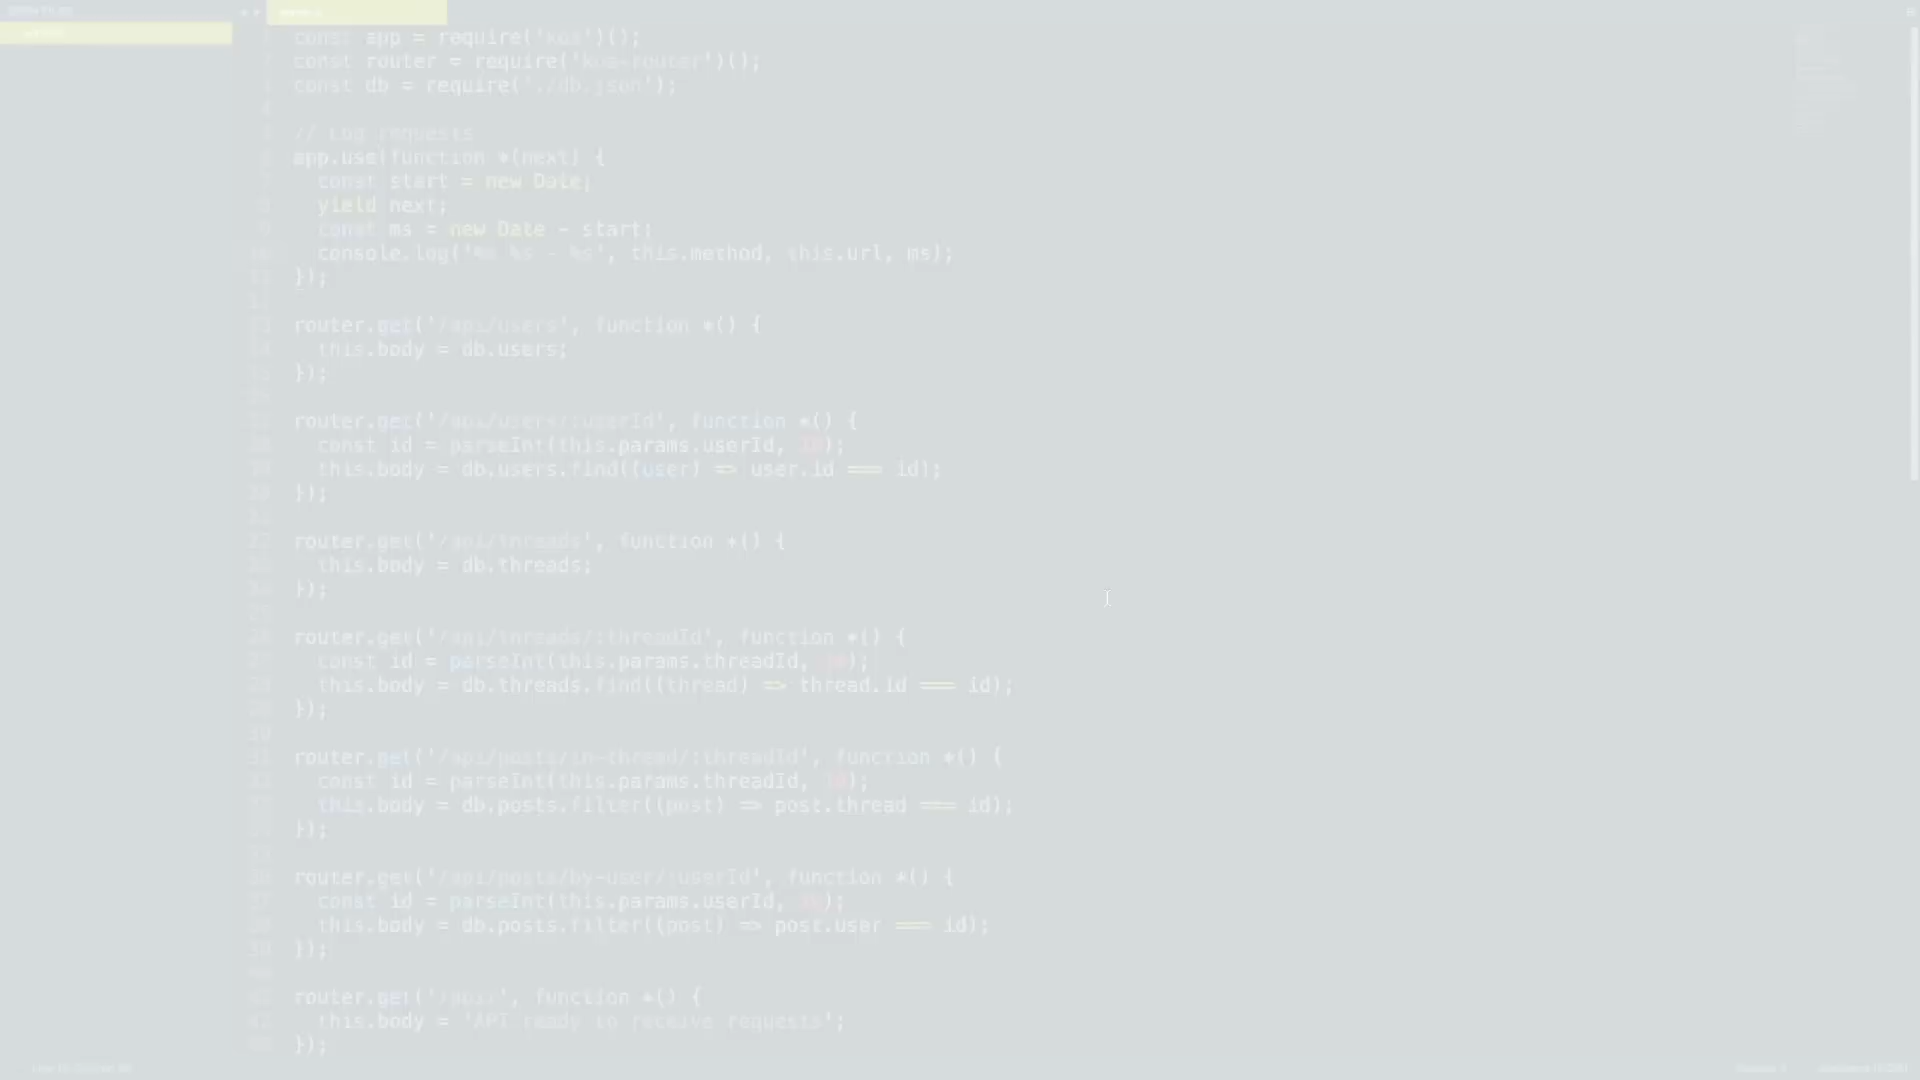 const app = require('koa')();
const router = require('koa-router')();
const db = require('./db.json');
// Log requests
app.use(function *(next) {
const start = new Date;
yield next;
const ms = new Date - start;
console.log('%s %s - %s', this.method, this.url, ms);
});
router.get('/api/users', function *() {
this.body = db.users;
});
router.get('/api/users/:userId', function *() {
const id = parseInt(this.params.userId, 10);
this.body = db.users.find((user) => user.id === id);
});
router.get('/api/threads', function *() {
this.body = db.threads;
});
router.get('/api/threads/:threadId', function *() {
const id = parseInt(this.params.threadId, 10);
this.body = db.threads.find((thread) => thread.id === id);
});
router.get('/api/posts/in-thread/:threadId', function *() {
const id = parseInt(this.params.threadId, 10);
this.body = db.posts.filter((post) => post.thread === id);
});
router.get('/api/posts/by-user/:userId', function *() {
const id = parseInt(this.params.userId, 10);
this.body = db.posts.filter((post) => post.user === id);
});
router.get('/api/', function *() {
this.body = 'API ready to receive requests';
});